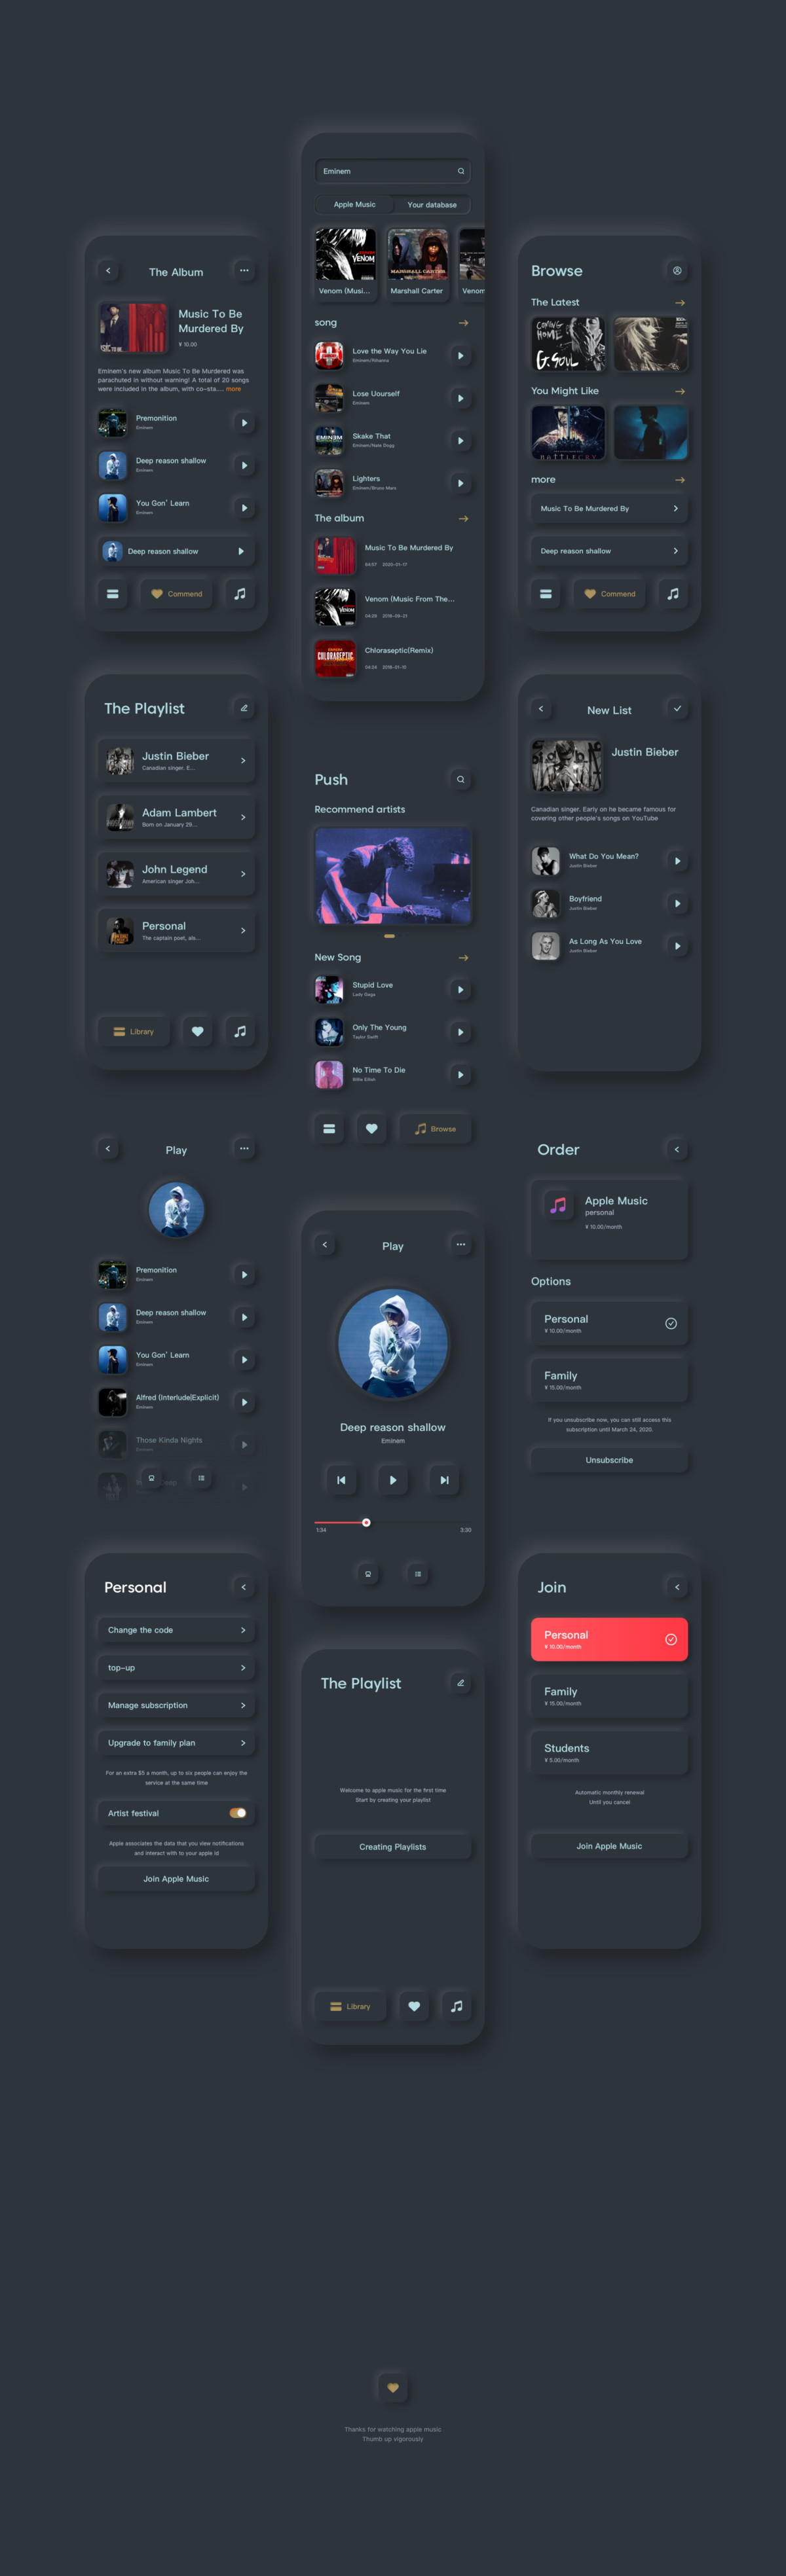 The Album
Music To Be
Murdered By
¥ 10.00
Eminem's new album Music To Be Murdered was
parachuted in without warning! A total of 20 songs
were included in the album, with co-sta.... more
Premonition
Eminem
Deep reason shallow
Eminem
You Gon' Learn
Eminem
Deep reason shallow
Commend
Eminem
Apple Music
Your database
VENOM
MARSHALL CARTER
Venom (Musi...
Marshall Carter
Venom
song
Love the Way You Lie
Eminem/Rihanna
Lose Uourself
Eminem
EMINEM
Skake That
Eminem/Nate Dogg
Lighters
Eminem/Bruno Mars
The album
Music To Be Murdered By
04:07 2020-01-17
VENOM
Venom (Music From The...
04:29 2018-09-21
CHLORASEPTIC
Chloraseptic(Remix)
04:24 2018-01-15
Browse
The Latest
COMING
HOME
G.SOUL
You Might Like
more
Music To Be Murdered By
Deep reason shallow
Commend
The Playlist
Justin Bieber
Canadian singer. E...
Adam Lambert
Born on January 29...
John Legend
American singer Joh...
Personal
The captain poet, als...
Library
Push
Recommend artists
New Song
Stupid Love
Lady Gaga
Only The Young
Taylor Swift
No Time To Die
Billie Eilish
Browse
New List
Justin Bieber
Canadian singer. Early on he became famous for
covering other people's songs on YouTube
What Do You Mean?
Justin Bieber
Boyfriend
Justin Bieber
As Long As You Love
Justin Bieber
Play
Premonition
Eminem
Deep reason shallow
Eminem
You Gon' Learn
Eminem
Alfred (Interlude|Explicit)
Eminem
Those Kinda Nights
Eminem
Play
Deep reason shallow
Eminem
1:34
3:20
Order
Apple Music
personal
¥ 10.00/month
Options
Personal
¥ 10.00/month
Family
¥ 15.00/month
If you unsubscribe now, you can still access this
subscription until March 24, 2020.
Unsubscribe
Personal
Change the code
top-up
Manage subscription
Upgrade to family plan
For an extra $5 a month, up to six people can enjoy the
service at the same time
Artist festival
Apple associates the data that you view notifications
and interact with to your apple id
Join Apple Music
The Playlist
Welcome to apple music for the first time
Start by creating your playlist
Creating Playlists
Library
Join
Personal
¥ 10.00/month
Family
¥ 15.00/month
Students
¥ 5.00/month
Automatic monthly renewal
Until you cancel
Join Apple Music
Thanks for watching apple music
Thumb up vigorously